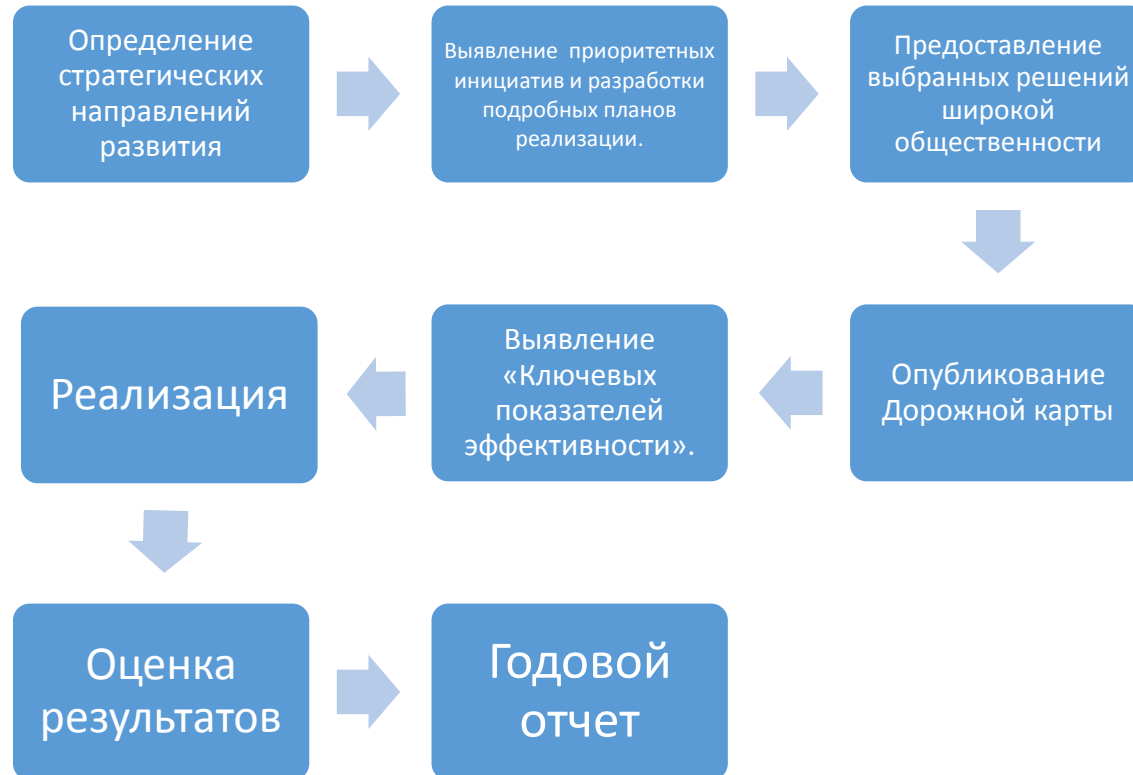 Определение
стратегических
направлений
развития
Выявление приоритетных
инициатив и разработки
подробных планов
реализации.
Предоставление
выбранных решений
широкой
общественности
Опубликование
Дорожной карты
Выявление
«Ключевых
показателей
эффективности».
Реализация
Оценка
результатов
Годовой
отчет